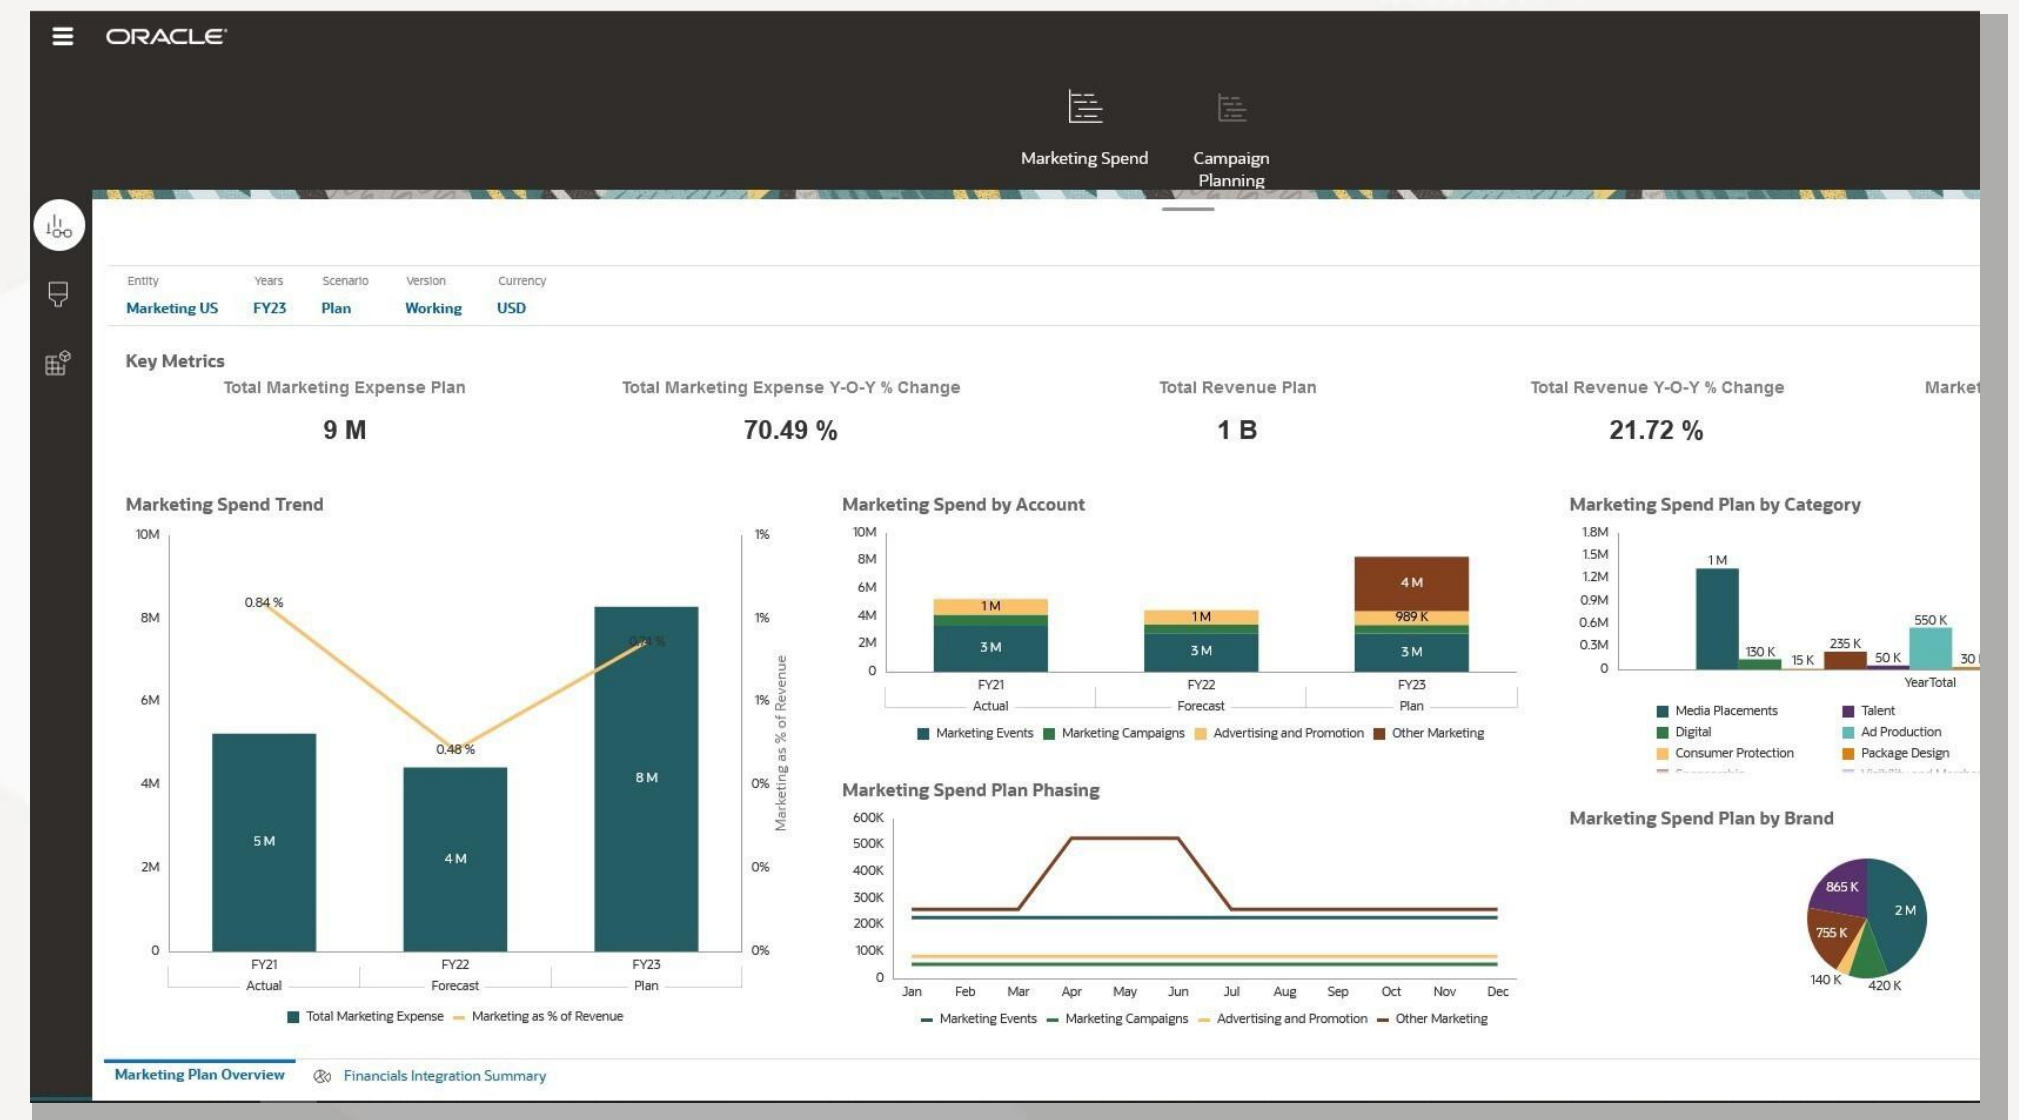 ORACLE
Marketing Spend
Campaign
Planning
Entity Years Scenario Version Currency
Marketing US FY23 Plan Working USD
Key Metrics
Total Marketing Expense Plan Total Marketing Expense Y-O-Y % Change Total Revenue Plan Total Revenue Y-O-Y % Change Market
9 M 70.49 % 1 B 21.72 %
Marketing Spend Trend
10M
8M
6M
4M
2M
0
1%
1%
1%
0%
0%
0%
Marketing as % of Revenue
0.84 %
0.48 %
0.74 %
5 M
4 M
8 M
FY21 FY22 FY23
Actual Forecast Plan
Total Marketing Expense Marketing as % of Revenue
Marketing Spend by Account
10M
8M
6M
4M
2M
0
1 M
3 M
1 M
3 M
4 M
989 K
3 M
FY21 FY22 FY23
Actual Forecast Plan
Marketing Events Marketing Campaigns Advertising and Promotion Other Marketing
Marketing Spend Plan Phasing
600K
500K
400K
300K
200K
100K
0
Jan Feb Mar Apr May Jun Jul Aug Sep Oct Nov Dec
Marketing Events Marketing Campaigns Advertising and Promotion Other Marketing
Marketing Spend Plan by Category
1.8M
1.5M
1.2M
0.9M
0.6M
0.3M
0
1 M
130 K
15 K
235 K
50 K
550 K
30
YearTotal
Media Placements Talent
Digital Ad Production
Consumer Protection Package Design
Marketing Spend Plan by Brand
865 K
2 M
755 K
140 K
420 K
Marketing Plan Overview Financials Integration Summary